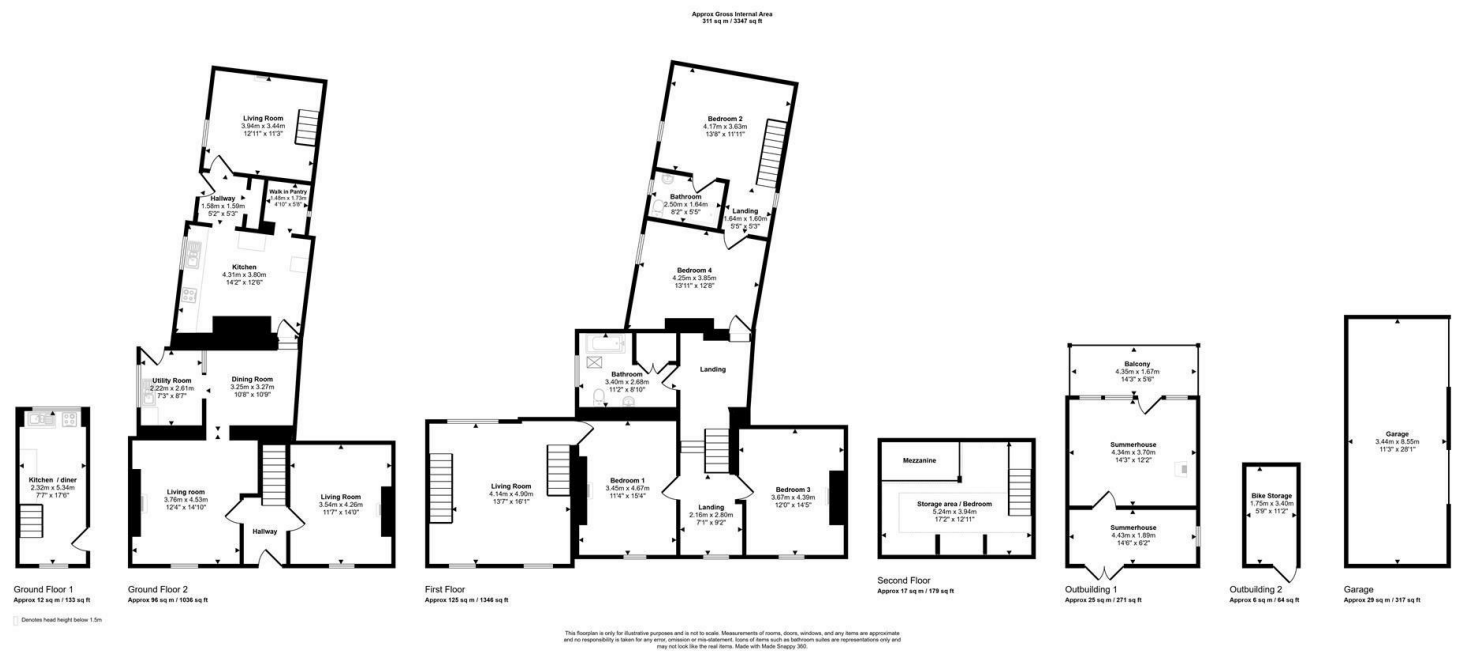 Approx Gross Internal Area
311 sq m / 3347 sq ft
Living Room
3.94m x 3.44m
12'11" x 11'3"
Hallway
1.58m x 1.59m
5'2" x 5'3"
Walk in Pantry
1.48m x 1.73m
4'10" x 5'8"
Kitchen
4.31m x 3.80m
14'2" x 12'6"
Utility Room
2.22m x 2.61m
7'3" x 8'7"
Dining Room
3.25m x 3.27m
10'8" x 10'9"
Kitchen / diner
2.32m x 5.34m
7'7" x 17'6"
Living room
3.76m x 4.53m
12'4" x 14'10"
Hallway
Living Room
3.54m x 4.26m
11'7" x 14'0"
Bedroom 2
4.17m x 3.63m
13'8" x 11'11"
Bathroom
2.50m x 1.64m
8'2" x 5'5"
Landing
1.64m x 1.60m
5'5" x 5'3"
Bedroom 4
4.25m x 3.85m
13'11" x 12'8"
Bathroom
3.40m x 2.68m
11'2" x 8'10"
Landing
Living Room
4.14m x 4.90m
13'7" x 16'1"
Bedroom 1
3.45m x 4.67m
11'4" x 15'4"
Landing
2.16m x 2.80m
7'1" x 9'2"
Bedroom 3
3.67m x 4.39m
12'0" x 14'5"
Mezzanine
Storage area / Bedroom
5.24m x 3.94m
17'2" x 12'11"
Balcony
4.35m x 1.67m
14'3" x 5'6"
Summerhouse
4.34m x 3.70m
14'3" x 12'2"
Summerhouse
4.43m x 1.89m
14'6" x 6'2"
Bike Storage
1.75m x 3.40m
5'9" x 11'2"
Garage
3.44m x 8.55m
11'3" x 28'1"
Ground Floor 1
Approx 12 sq m / 133 sq ft
Ground Floor 2
Approx 96 sq m / 1036 sq ft
First Floor
Approx 125 sq m / 1346 sq ft
Second Floor
Approx 17 sq m / 179 sq ft
Outbuilding 1
Approx 25 sq m / 271 sq ft
Outbuilding 2
Approx 6 sq m / 64 sq ft
Garage
Approx 29 sq m / 317 sq ft
Denotes head height below 1.5m
This floorplan is only for illustrative purposes and is not to scale. Measurements of rooms, doors, windows, and any items are approximate
and no responsibility is taken for any error, omission or mis-statement. Icons of items such as bathroom suites are representations only and
may not look like the real items. Made with Made Snappy 360.